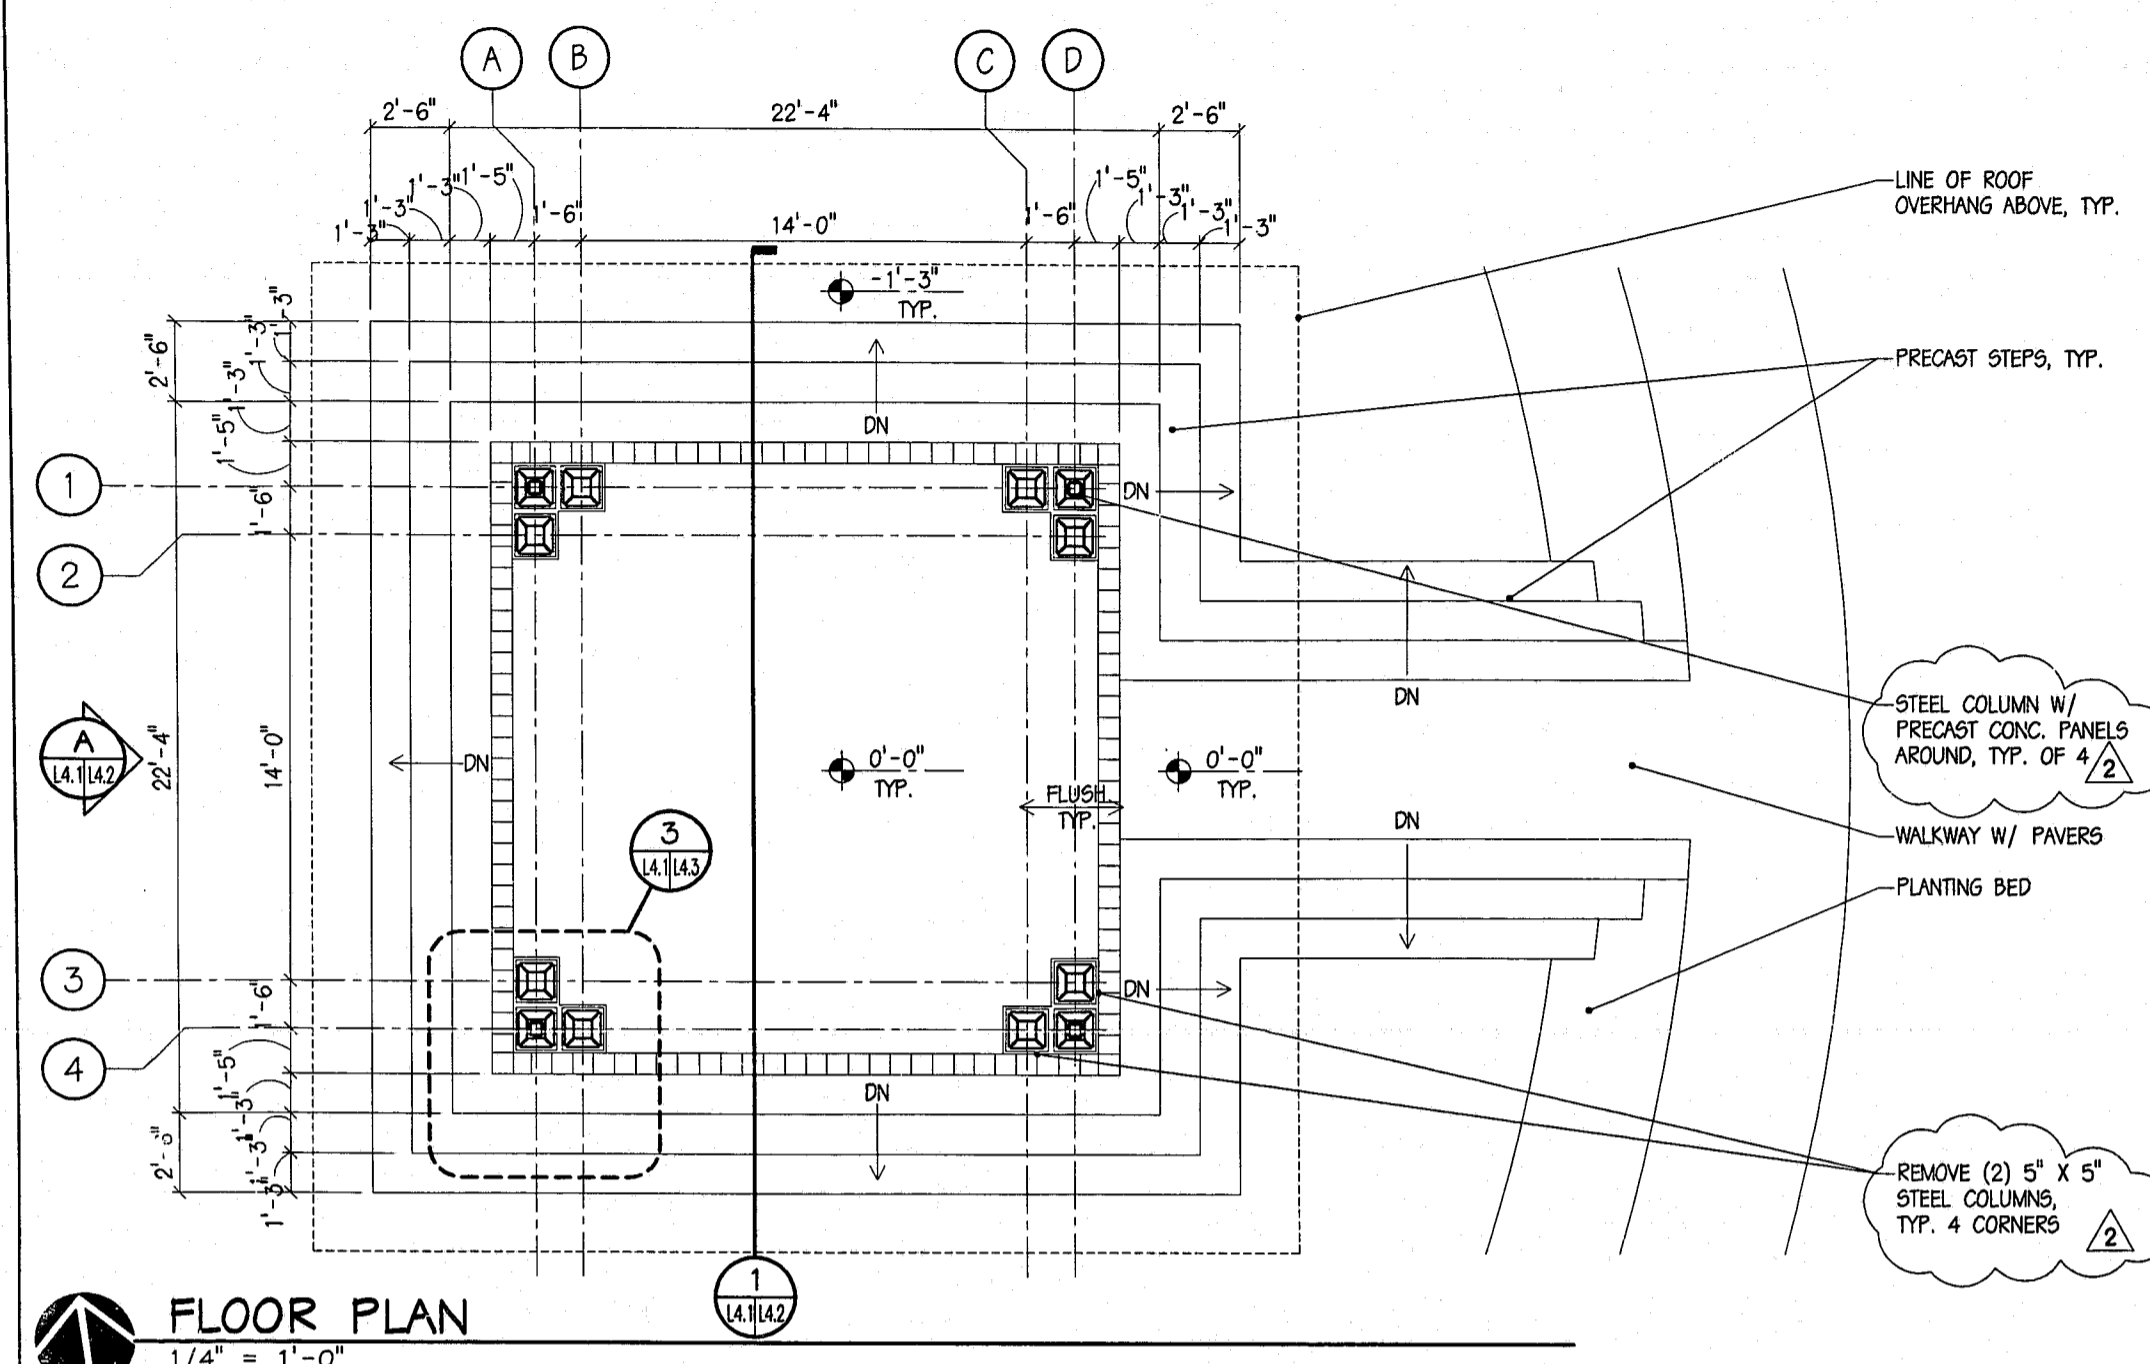 A B C D
2'-6" 22'-4" 2'-6"
1'-3" 1'-3" 1'-3" 1'-5" 1'-6" 14'-0" 1'-6" 1'-5" 1'-3" 1'-3" 1'-3"
LINE OF ROOF
OVERHANG ABOVE, TYP.
-1'-3"
TYP.
2'-6" 1'-3" 1'-3" 1'-3" 1'-5" 1'-6"
PRECAST STEPS, TYP.
DN
1
DN
2
DN
STEEL COLUMN W/
PRECAST CONC. PANELS
AROUND, TYP. OF 4
2
A
L4.1 L4.2
22'-4" 14'-0"
DN
0'-0"
TYP.
0'-0"
TYP.
FLUSH
TYP.
DN
WALKWAY W/ PAVERS
3
L4.1 L4.3
PLANTING BED
3
DN
1'-6"
4
1'-5" 1'-3" 1'-3" 1'-3"
DN
REMOVE (2) 5" X 5"
STEEL COLUMNS,
TYP. 4 CORNERS
2
1
L4.1 L4.2
FLOOR PLAN
1/4" = 1'-0"